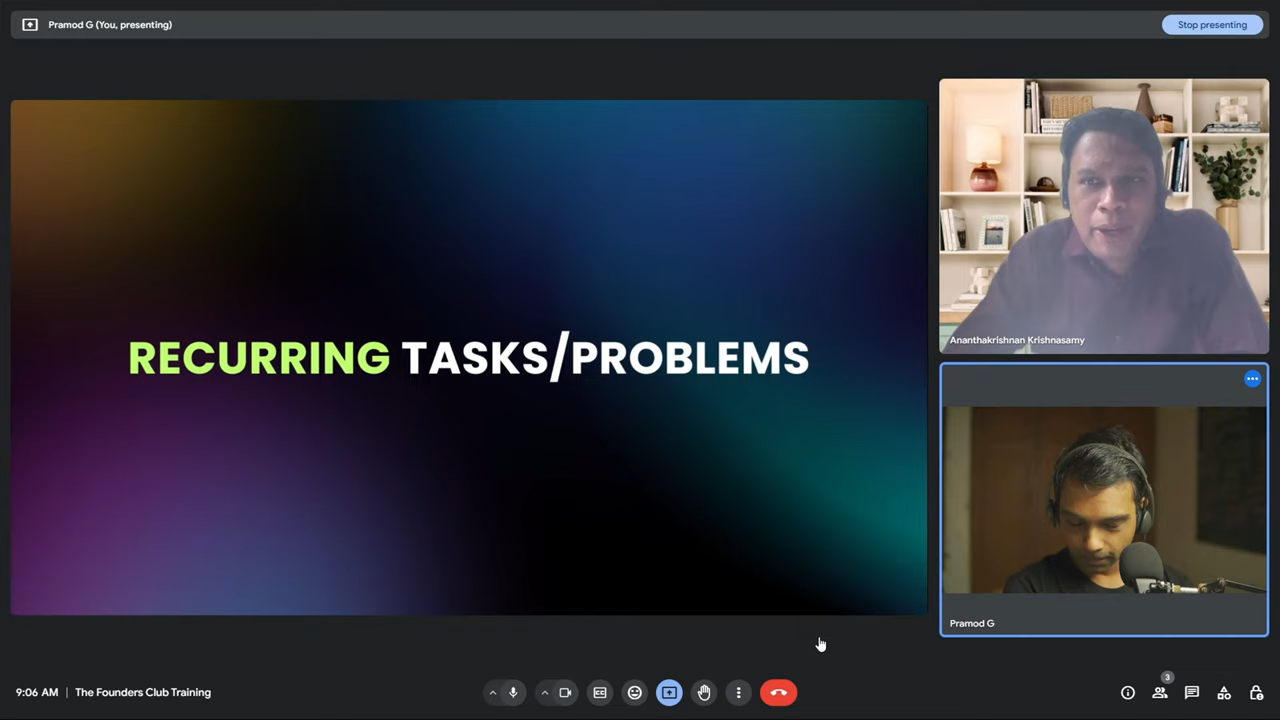 Pramod G (You, presenting)
Stop presenting
RECURRING TASKS/PROBLEMS
Ananthakrishnan Krishnasamy
Pramod G
9:06 AM | The Founders Club Training
3